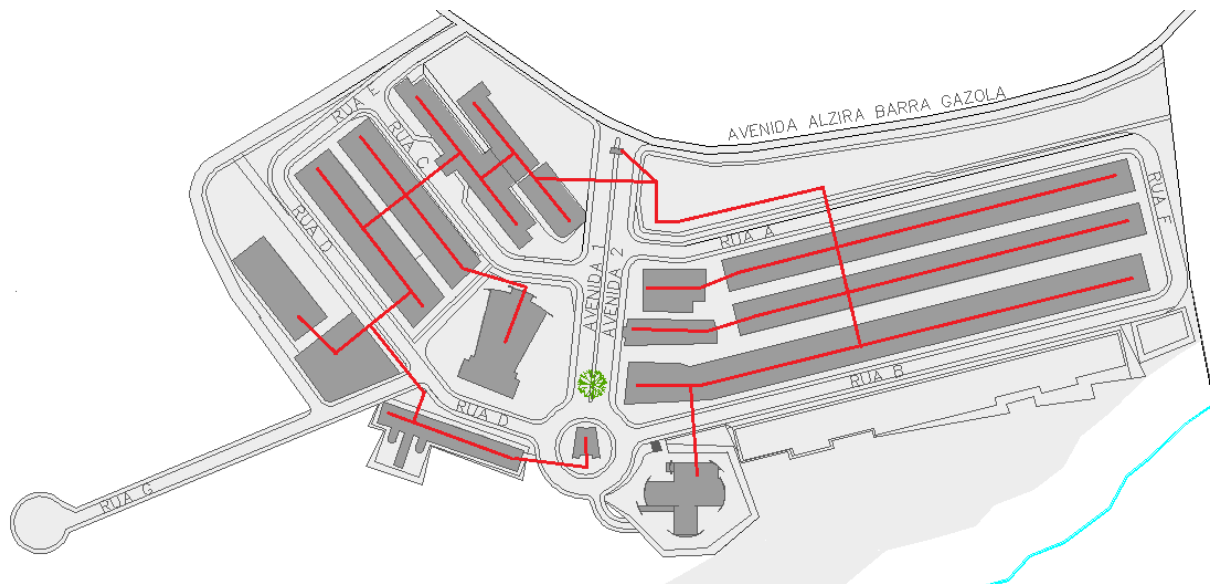 AVENIDA ALZIRA BARRA GAZOLA
RUA E
RUA C
RUA D
RUA A
RUA F
AVENIDA 1
AVENIDA 2
RUA B
RUA D
RUA G